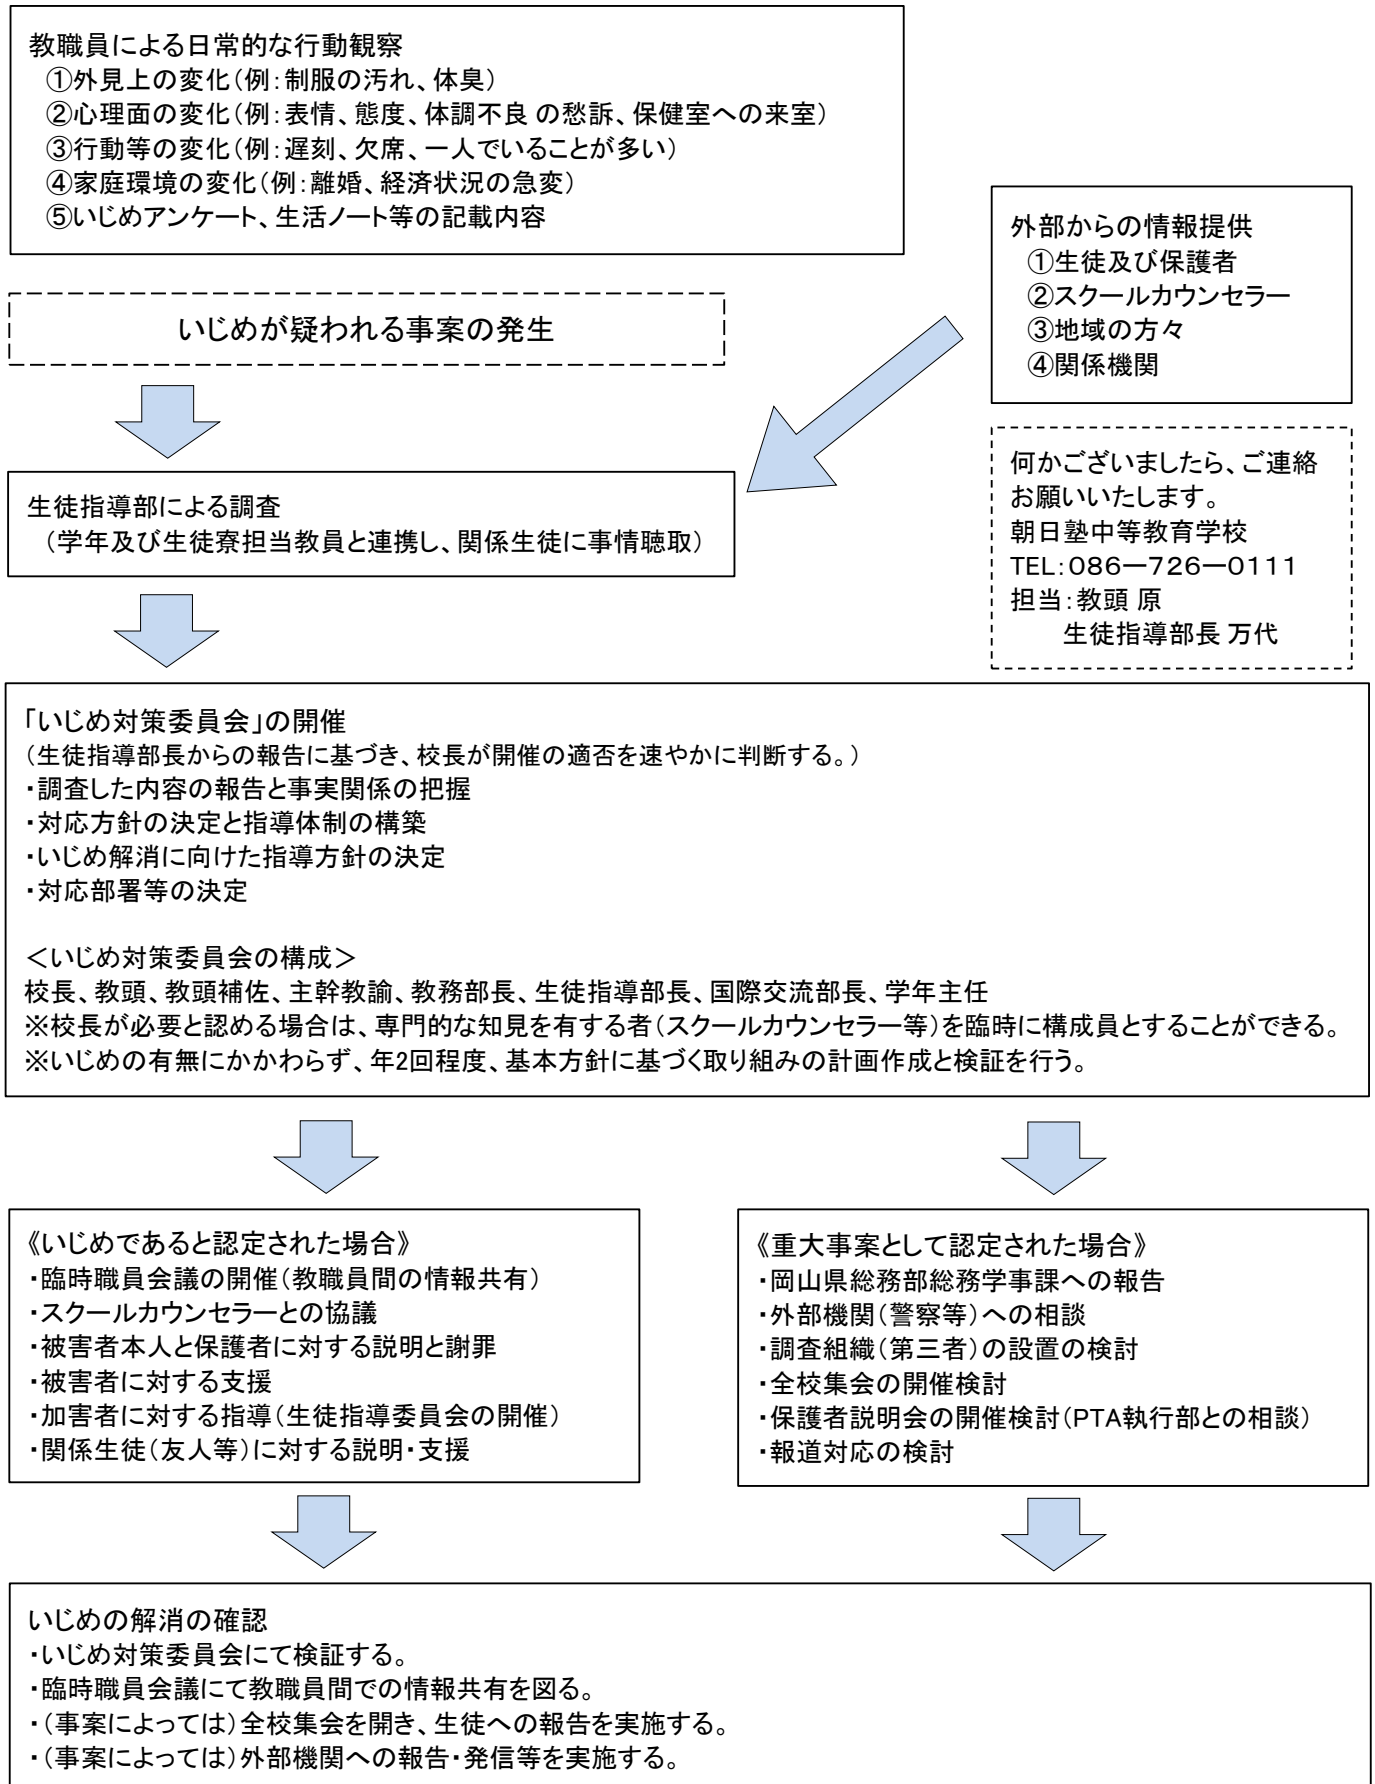 教職員による日常的な行動観察
①外見上の変化(例:制服の汚れ、体臭)
②心理面の変化(例:表情、態度、体調不良 の愁訴、保健室への来室)
③行動等の変化(例:遅刻、欠席、一人でいることが多い)
④家庭環境の変化(例:離婚、経済状況の急変)
⑤いじめアンケート、生活ノート等の記載内容
外部からの情報提供
①生徒及び保護者
②スクールカウンセラー
③地域の方々
④関係機関
いじめが疑われる事案の発生
何かございましたら、ご連絡
お願いいたします。
朝日塾中等教育学校
TEL:086ー726ー0111
担当:教頭 原
生徒指導部長 万代
生徒指導部による調査
(学年及び生徒寮担当教員と連携し、関係生徒に事情聴取)
「いじめ対策委員会」の開催
(生徒指導部長からの報告に基づき、校長が開催の適否を速やかに判断する。)
・調査した内容の報告と事実関係の把握
・対応方針の決定と指導体制の構築
・いじめ解消に向けた指導方針の決定
・対応部署等の決定
<いじめ対策委員会の構成>
校長、教頭、教頭補佐、主幹教諭、教務部長、生徒指導部長、国際交流部長、学年主任
※校長が必要と認める場合は、専門的な知見を有する者(スクールカウンセラー等)を臨時に構成員とすることができる。
※いじめの有無にかかわらず、年2回程度、基本方針に基づく取り組みの計画作成と検証を行う。
《いじめであると認定された場合》
・臨時職員会議の開催(教職員間の情報共有)
・スクールカウンセラーとの協議
・被害者本人と保護者に対する説明と謝罪
・被害者に対する支援
・加害者に対する指導(生徒指導委員会の開催)
・関係生徒(友人等)に対する説明・支援
《重大事案として認定された場合》
・岡山県総務部総務学事課への報告
・外部機関(警察等)への相談
・調査組織(第三者)の設置の検討
・全校集会の開催検討
・保護者説明会の開催検討(PTA執行部との相談)
・報道対応の検討
いじめの解消の確認
・いじめ対策委員会にて検証する。
・臨時職員会議にて教職員間での情報共有を図る。
・(事案によっては)全校集会を開き、生徒への報告を実施する。
・(事案によっては)外部機関への報告・発信等を実施する。